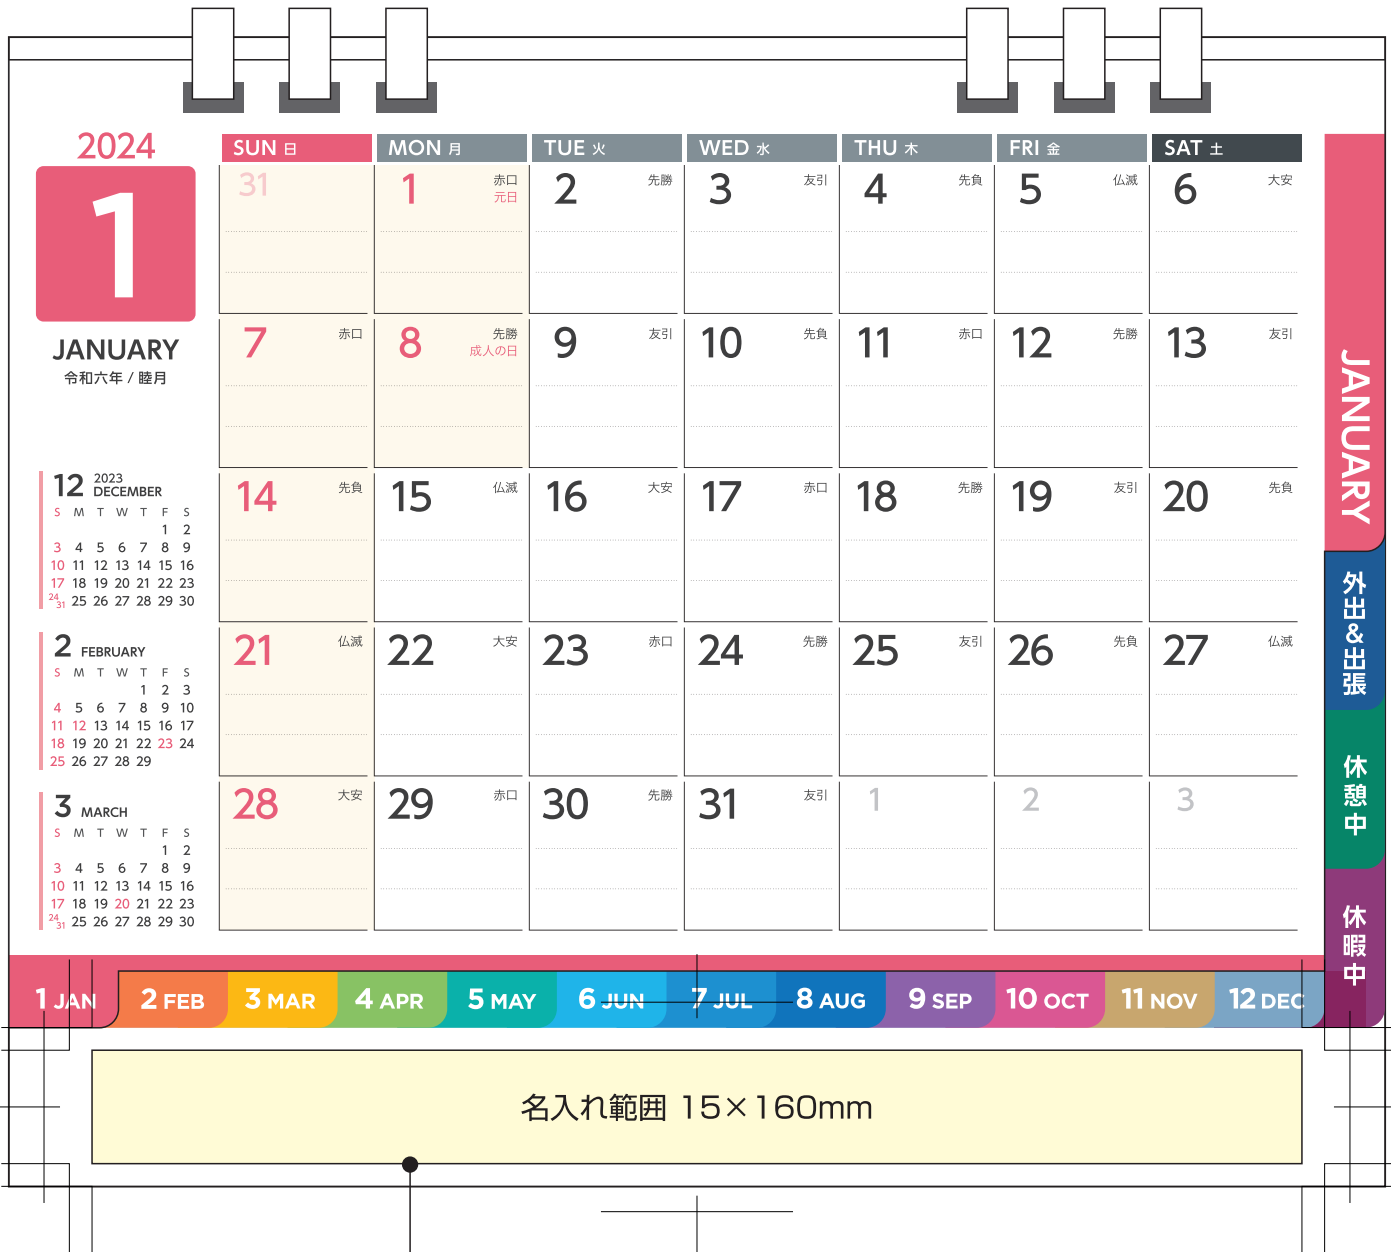 2024
1
JANUARY
令和六年 / 睦月
12 2023 DECEMBER
S M T W T F S
1 2
3 4 5 6 7 8 9
10 11 12 13 14 15 16
17 18 19 20 21 22 23
24/31 25 26 27 28 29 30
2 FEBRUARY
S M T W T F S
1 2 3
4 5 6 7 8 9 10
11 12 13 14 15 16 17
18 19 20 21 22 23 24
25 26 27 28 29
3 MARCH
S M T W T F S
1 2
3 4 5 6 7 8 9
10 11 12 13 14 15 16
17 18 19 20 21 22 23
24/31 25 26 27 28 29 30
SUN 日 MON 月 TUE 火 WED 水 THU 木 FRI 金 SAT 土
31 1 赤口 2 先勝 3 友引 4 先負 5 仏滅 6 大安
元日
7 赤口 8 先勝 9 友引 10 先負 11 赤口 12 先勝 13 友引
成人の日
14 先負 15 仏滅 16 大安 17 赤口 18 先勝 19 友引 20 先負
21 仏滅 22 大安 23 赤口 24 先勝 25 友引 26 先負 27 仏滅
28 大安 29 赤口 30 先勝 31 友引 1 2 3
JANUARY
外出&出張
休憩中
休暇中
1 JAN 2 FEB 3 MAR 4 APR 5 MAY 6 JUN 7 JUL 8 AUG 9 SEP 10 OCT 11 NOV 12 DEC
名入れ範囲 15×160mm